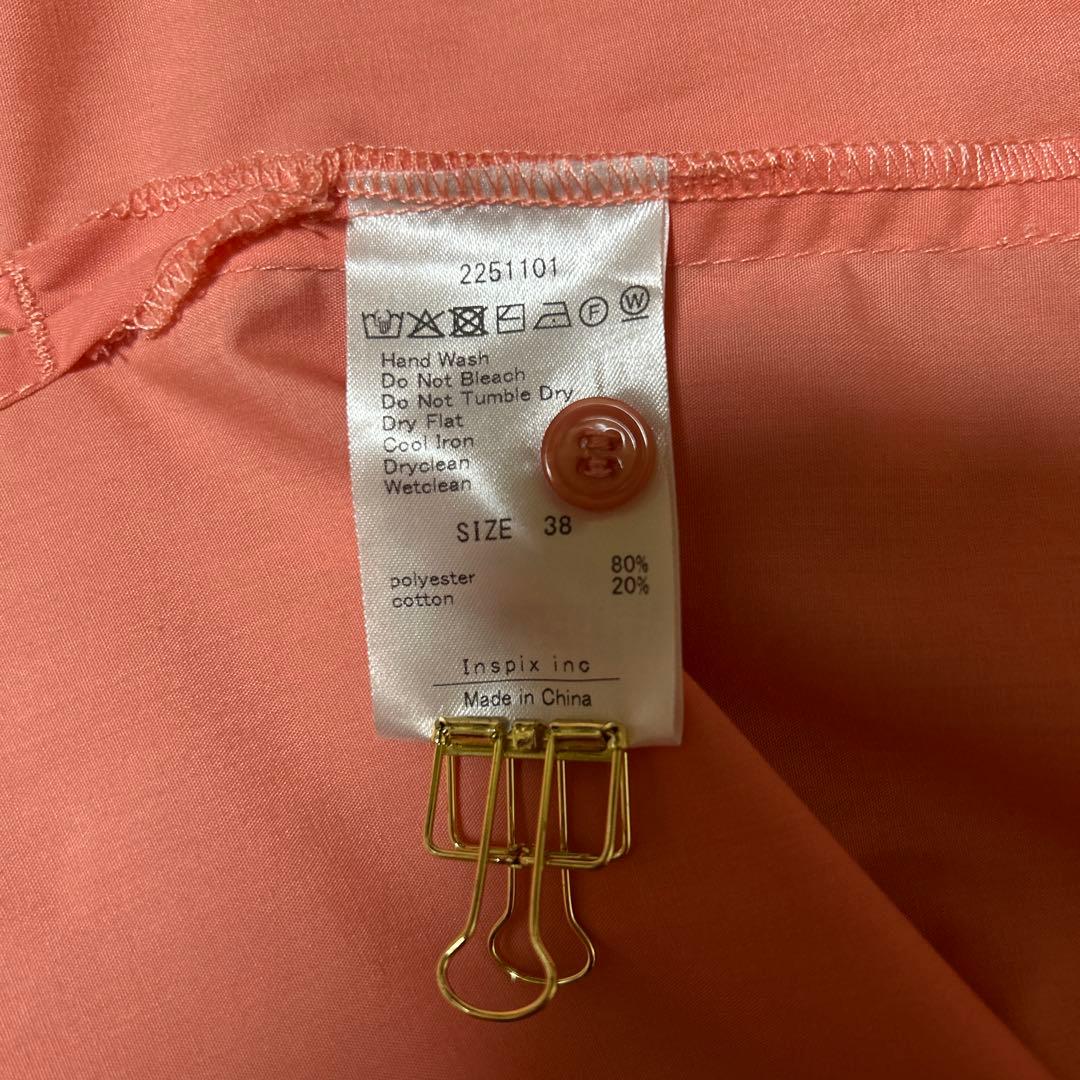 2251101
F W
Hand Wash
Do Not Bleach
Do Not Tumble Dry
Dry Flat
Cool Iron
Dryclean
Wetclean
SIZE 38
polyester 80%
cotton 20%
Inspix inc
Made in China